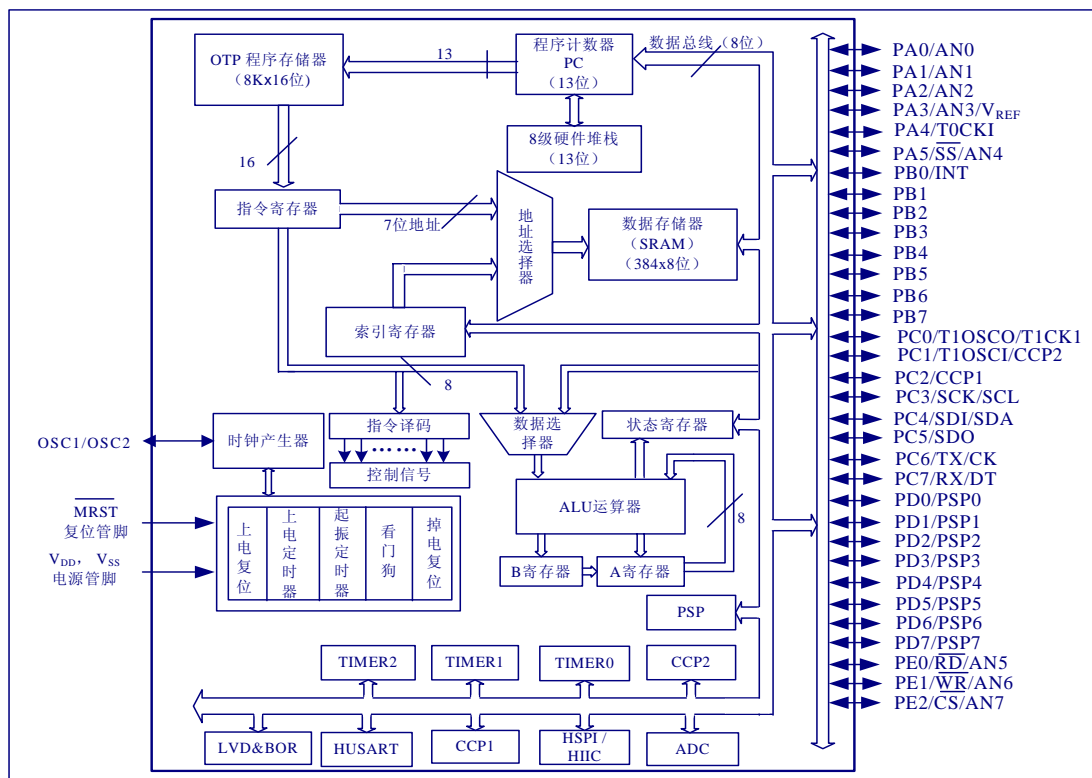 OTP 程序存储器
（8Kx16位）
13
程序计数器
PC
（13位）
数据总线（8位）
8级硬件堆栈
（13位）
16
指令寄存器
7位地址
地址选择器
数据存储器
（SRAM）
（384x8位）
索引寄存器
8
指令译码
控制信号
数据选
择器
状态寄存器
OSC1/OSC2
时钟产生器
ALU运算器
8
MRST
复位管脚
VDD， VSS
电源管脚
上电复位
上电定时器
起振定时器
看门狗
掉电复位
B寄存器
A寄存器
PSP
TIMER2
TIMER1
TIMER0
CCP2
LVD&BOR
HUSART
CCP1
HSPI /
HIIC
ADC
PA0/AN0
PA1/AN1
PA2/AN2
PA3/AN3/VREF
PA4/T0CKI
PA5/SS/AN4
PB0/INT
PB1
PB2
PB3
PB4
PB5
PB6
PB7
PC0/T1OSCO/T1CK1
PC1/T1OSCI/CCP2
PC2/CCP1
PC3/SCK/SCL
PC4/SDI/SDA
PC5/SDO
PC6/TX/CK
PC7/RX/DT
PD0/PSP0
PD1/PSP1
PD2/PSP2
PD3/PSP3
PD4/PSP4
PD5/PSP5
PD6/PSP6
PD7/PSP7
PE0/RD/AN5
PE1/WR/AN6
PE2/CS/AN7